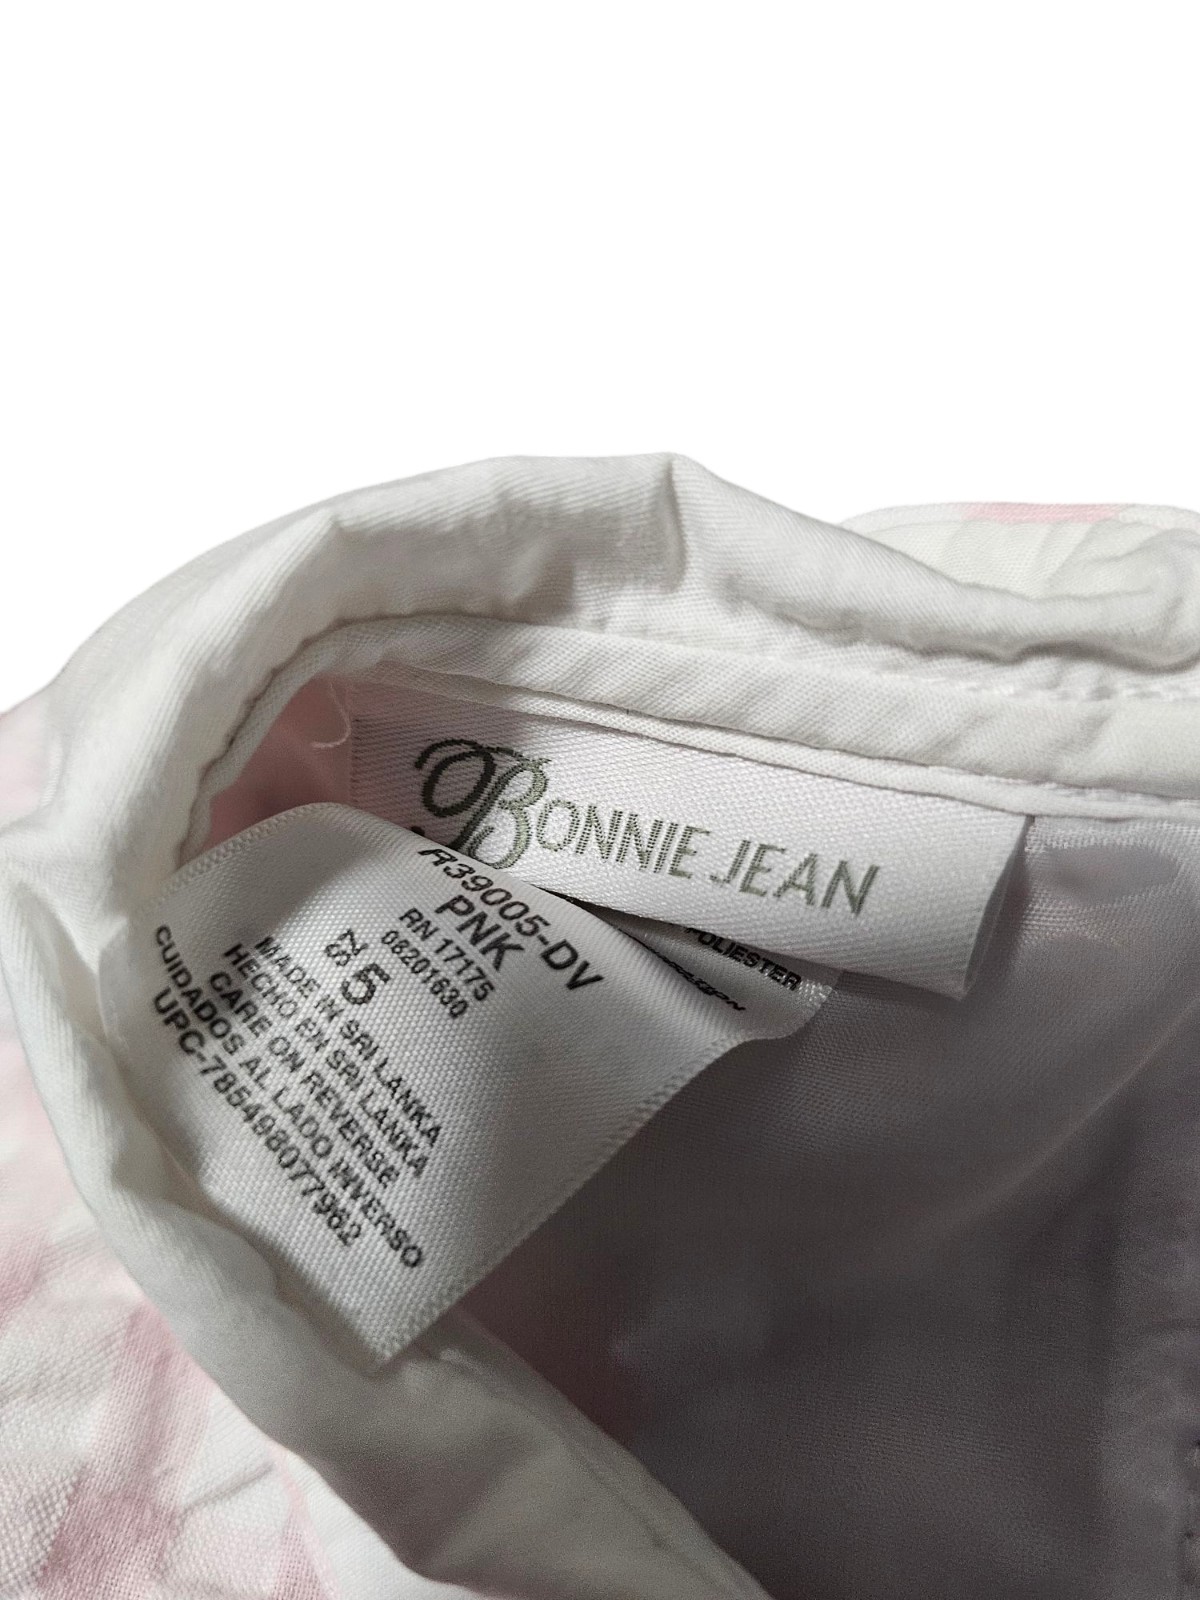 BONNIE JEAN
R39005-DV
PNK
RN 17175
08201630
5
MADE IN SRI LANKA
HECHO EN SRI LANKA
CARE ON REVERSE
CUIDADOS AL LADO INVERSO
UPC-785498077962
POLIESTER